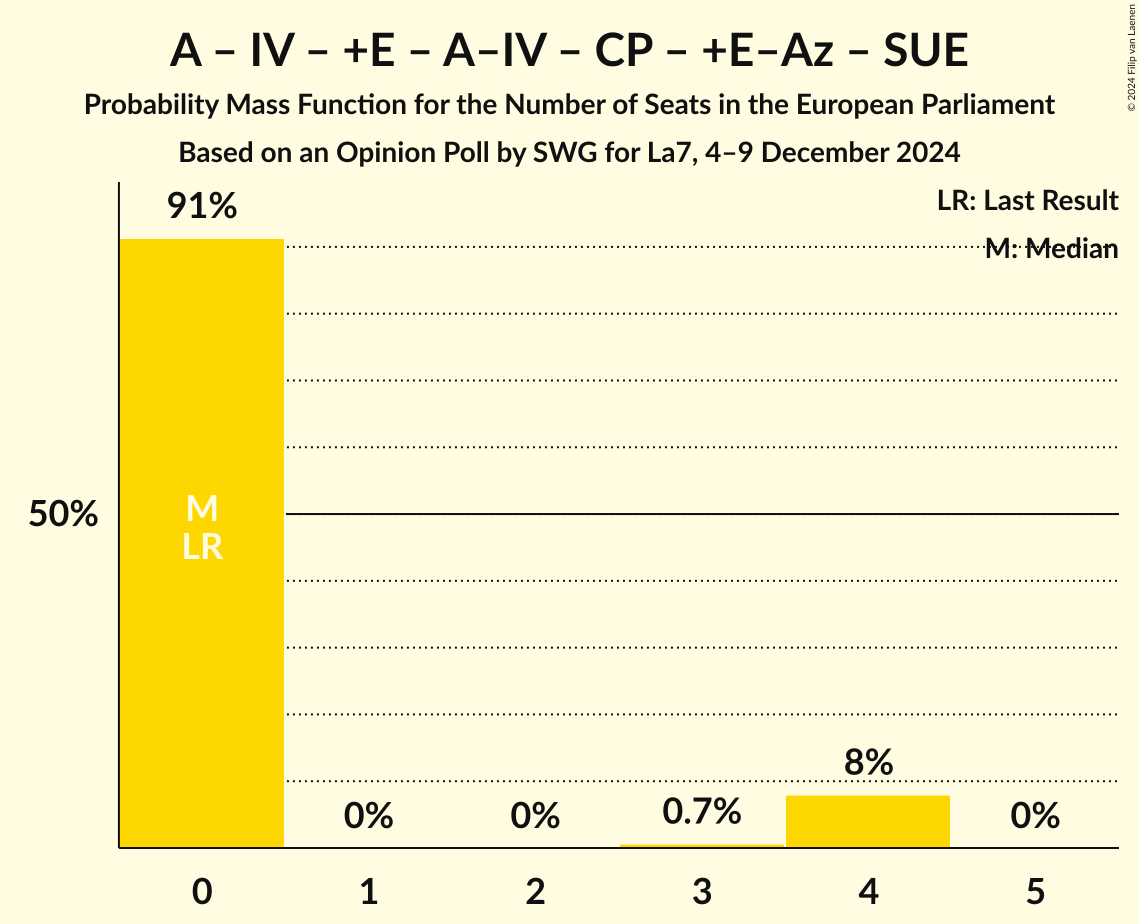 A – IV – +E – A–IV – CP – +E–Az – SUE
Probability Mass Function for the Number of Seats in the European Parliament
Based on an Opinion Poll by SWG for La7, 4–9 December 2024
© 2024 Filip van Laenen
LR: Last Result
M: Median
91%
50%
M
LR
0%
0%
0.7%
8%
0%
0
1
2
3
4
5